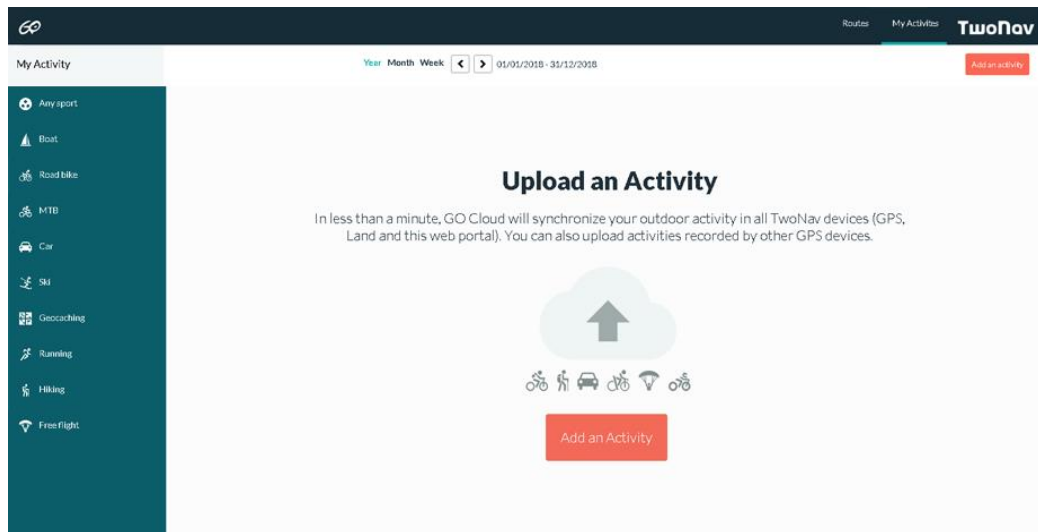 GO
Routes My Activites TwoNav
My Activity
Year Month Week 01/01/2018 - 31/12/2018
Add an activity
Any sport
Boat
Road bike
MTB
Car
Ski
Geocaching
Running
Hiking
Free flight
Upload an Activity
In less than a minute, GO Cloud will synchronize your outdoor activity in all TwoNav devices (GPS,
Land and this web portal). You can also upload activities recorded by other GPS devices.
Add an Activity